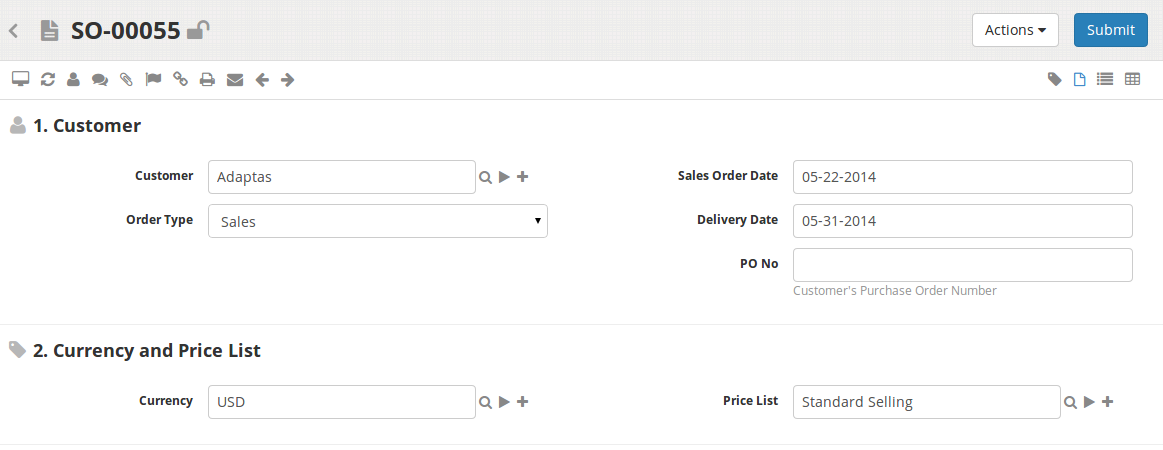 SO-00055
Actions
Submit
1. Customer
Customer Adaptas
Sales Order Date 05-22-2014
Order Type Sales
Delivery Date 05-31-2014
PO No
Customer's Purchase Order Number
2. Currency and Price List
Currency USD
Price List Standard Selling